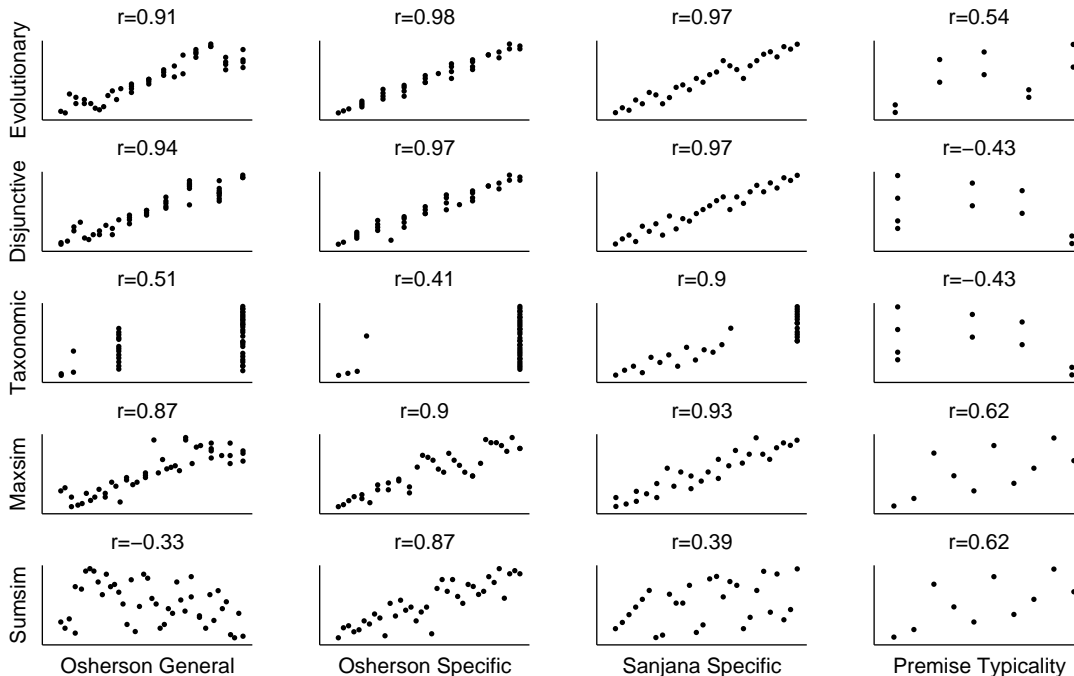 r=0.91 r=0.98 r=0.97 r=0.54
Evolutionary
r=0.94 r=0.97 r=0.97 r=−0.43
Disjunctive
r=0.51 r=0.41 r=0.9 r=−0.43
Taxonomic
r=0.87 r=0.9 r=0.93 r=0.62
Maxsim
r=−0.33 r=0.87 r=0.39 r=0.62
Sumsim
Osherson General Osherson Specific Sanjana Specific Premise Typicality